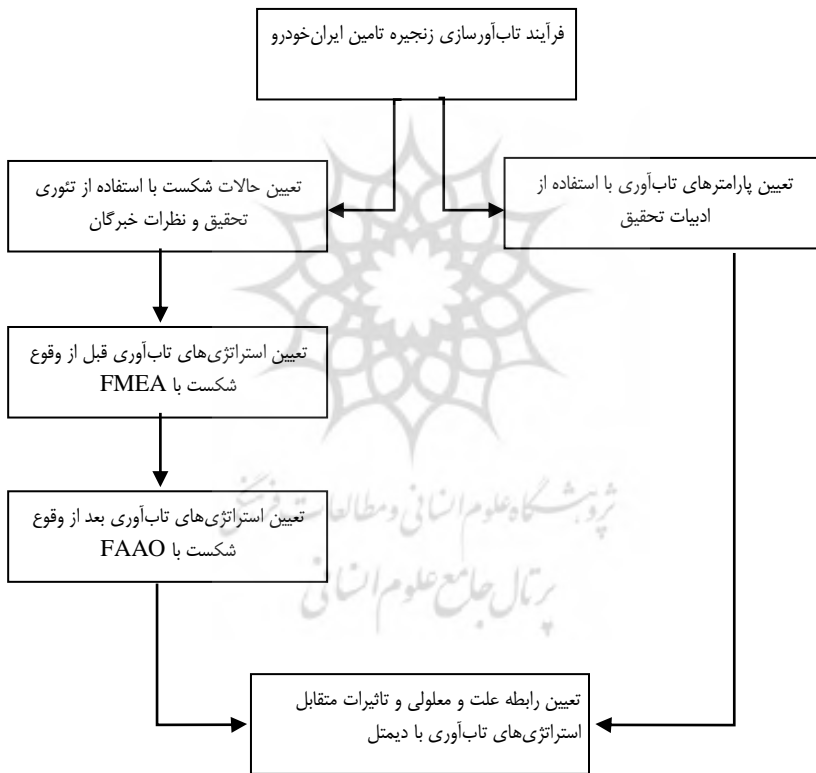 فرآیند تاب‌آورسازی زنجیره تامین ایران‌خودرو
تعیین پارامترهای تاب‌آوری با استفاده از
ادبیات تحقیق
تعیین حالات شکست با استفاده از تئوری
تحقیق و نظرات خبرگان
تعیین استراتژی‌های تاب‌آوری قبل از وقوع
شکست با FMEA
تعیین استراتژی‌های تاب‌آوری بعد از وقوع
شکست با FAAO
پژوهشگاه علوم انسانی و مطالعات فرهنگی
پرتال جامع علوم انسانی
تعیین رابطه علت و معلولی و تاثیرات متقابل
استراتژی‌های تاب‌آوری با دیمتل